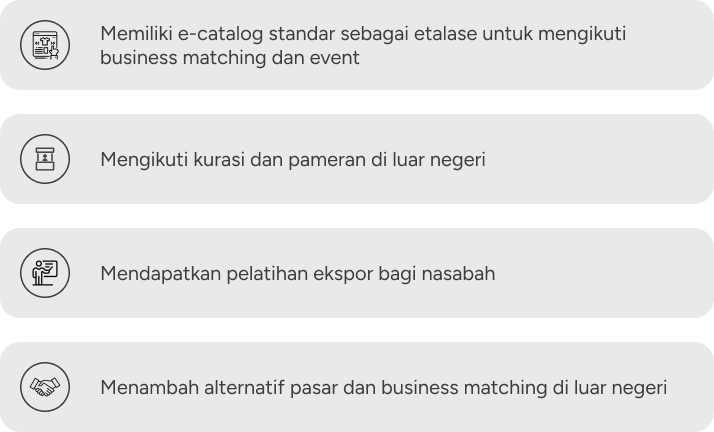 Memiliki e-catalog standar sebagai etalase untuk mengikuti
business matching dan event
Mengikuti kurasi dan pameran di luar negeri
Mendapatkan pelatihan ekspor bagi nasabah
Menambah alternatif pasar dan business matching di luar negeri